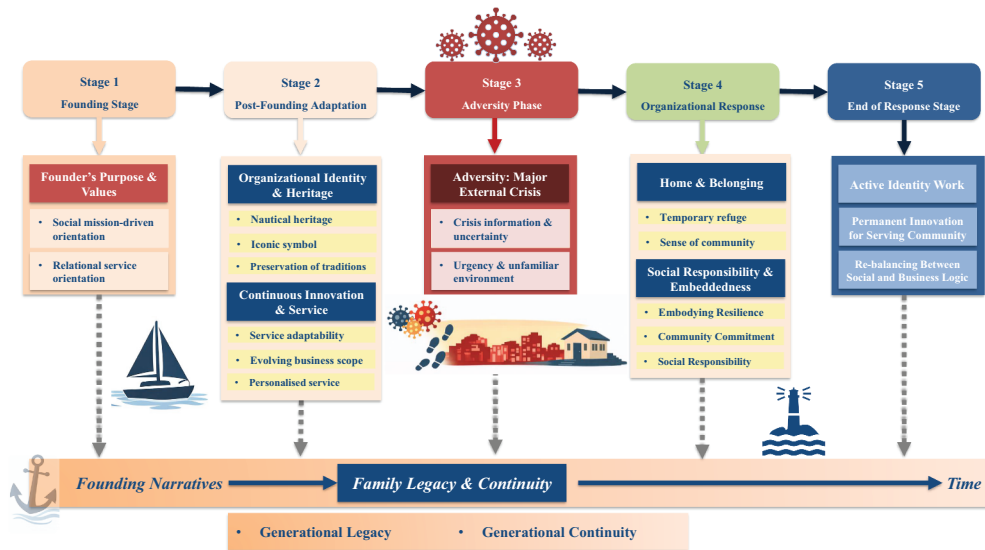 Stage 1
Founding Stage
Stage 2
Post-Founding Adaptation
Stage 3
Adversity Phase
Stage 4
Organizational Response
Stage 5
End of Response Stage
Founder's Purpose &
Values
• Social mission-driven
orientation
• Relational service
orientation
Organizational Identity
& Heritage
• Nautical heritage
• Iconic symbol
• Preservation of traditions
Continuous Innovation
& Service
• Service adaptability
• Evolving business scope
• Personalised service
Adversity: Major
External Crisis
• Crisis information &
uncertainty
• Urgency & unfamiliar
environment
Home & Belonging
• Temporary refuge
• Sense of community
Social Responsibility &
Embeddedness
• Embodying Resilience
• Community Commitment
• Social Responsibility
Active Identity Work
Permanent Innovation
for Serving Community
Re-balancing Between
Social and Business Logic
Founding Narratives
Family Legacy & Continuity
Time
• Generational Legacy
• Generational Continuity